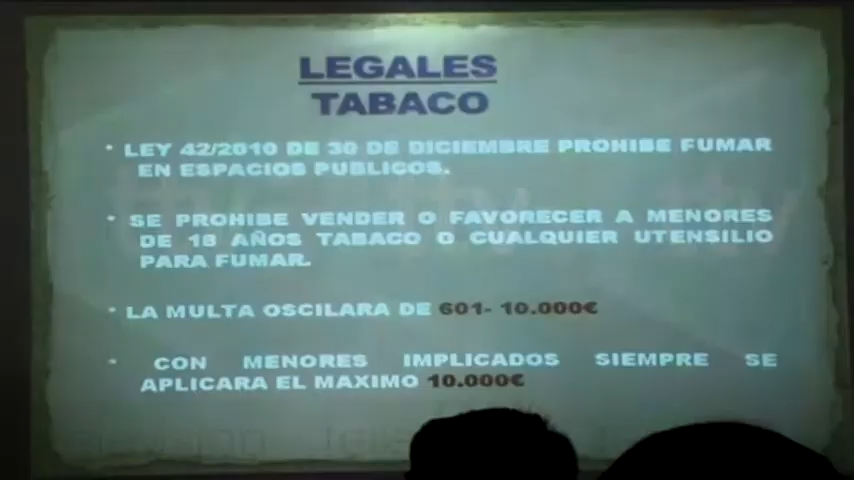 LEGALES
TABACO
• LEY 42/2010 DE 30 DE DICIEMBRE PROHIBE FUMAR
EN ESPACIOS PUBLICOS.
• SE PROHIBE VENDER O FAVORECER A MENORES
DE 18 AÑOS TABACO O CUALQUIER UTENSILIO
PARA FUMAR.
• LA MULTA OSCILARA DE 601- 10.000€
• CON MENORES IMPLICADOS SIEMPRE SE
APLICARA EL MAXIMO 10.000€